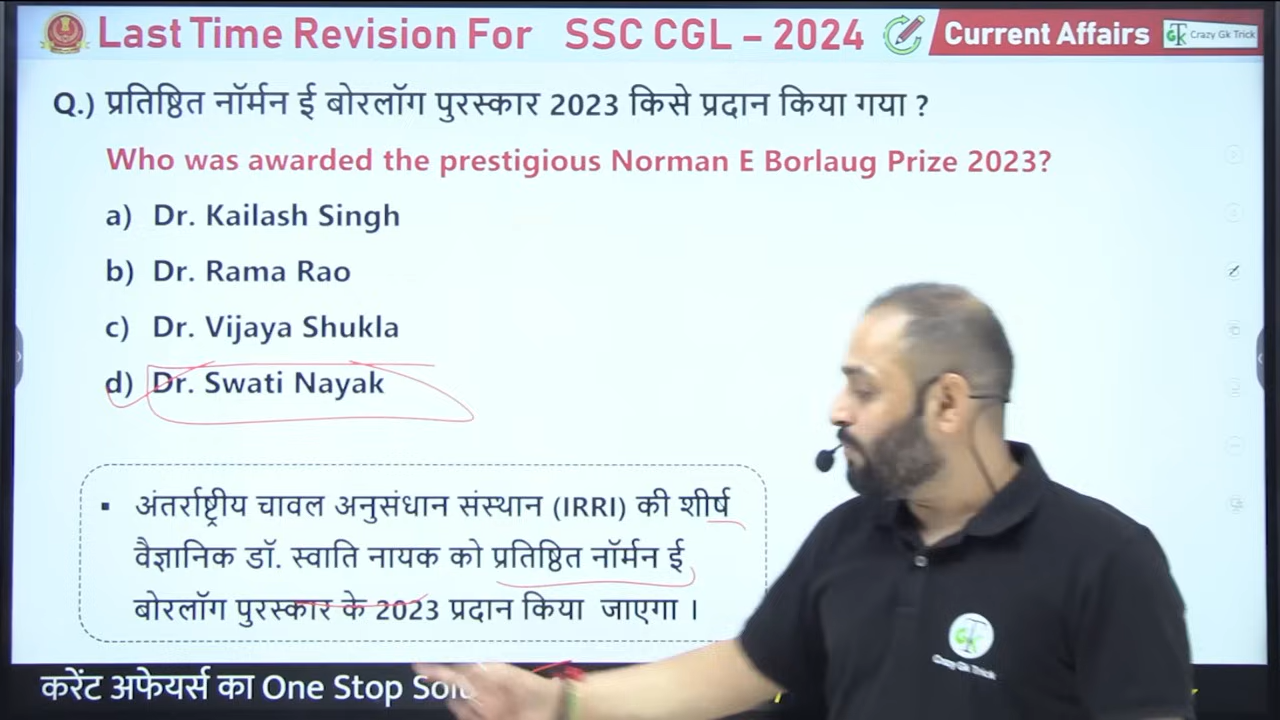 Last Time Revision For SSC CGL – 2024 Current Affairs Crazy Gk Trick
Q.) प्रतिष्ठित नॉर्मन ई बोरलॉग पुरस्कार 2023 किसे प्रदान किया गया ?
Who was awarded the prestigious Norman E Borlaug Prize 2023?
a) Dr. Kailash Singh
b) Dr. Rama Rao
c) Dr. Vijaya Shukla
d) Dr. Swati Nayak
▪ अंतर्राष्ट्रीय चावल अनुसंधान संस्थान (IRRI) की शीर्ष
वैज्ञानिक डॉ. स्वाति नायक को प्रतिष्ठित नॉर्मन ई
बोरलॉग पुरस्कार के 2023 प्रदान किया जाएगा ।
Crazy Gk Trick
करेंट अफेयर्स का One Stop